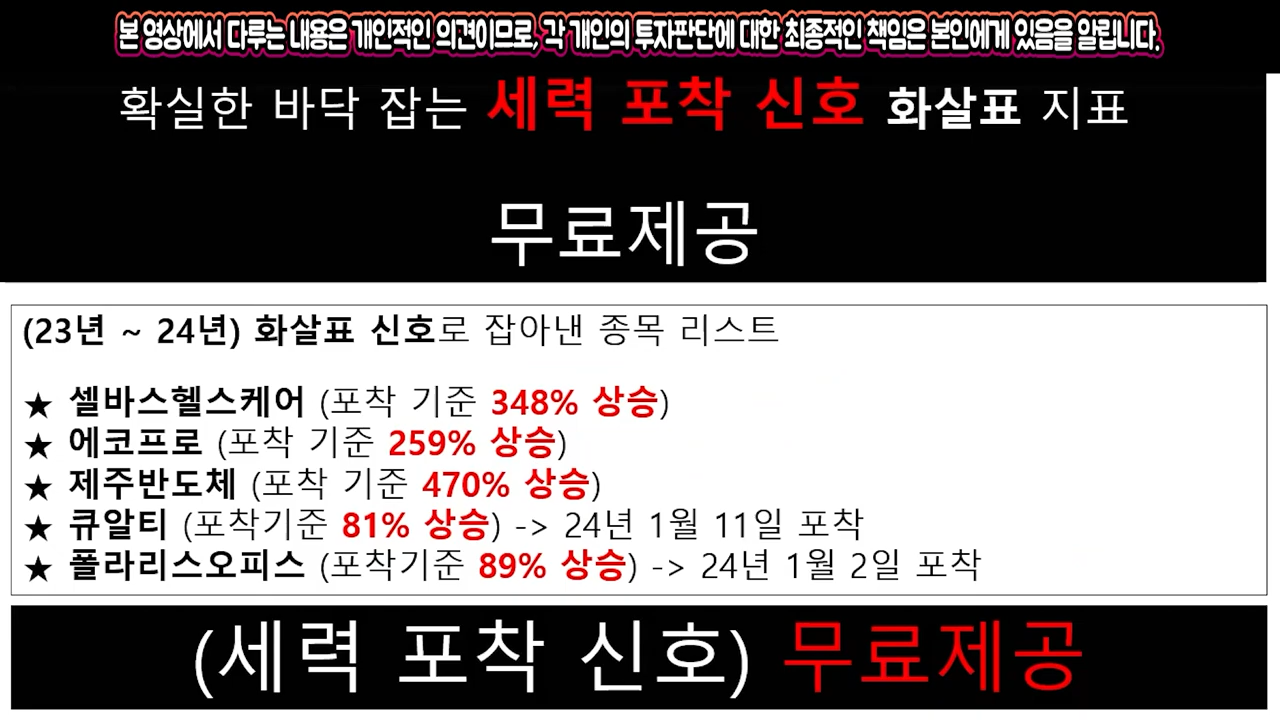 본 영상에서 다루는 내용은 개인적인 의견이므로, 각 개인의 투자판단에 대한 최종적인 책임은 본인에게 있음을 알립니다.
확실한 바닥 잡는 세력 포착 신호 화살표 지표
무료제공
(23년 ~ 24년) 화살표 신호로 잡아낸 종목 리스트
★ 셀바스헬스케어 (포착 기준 348% 상승)
★ 에코프로 (포착 기준 259% 상승)
★ 제주반도체 (포착 기준 470% 상승)
★ 큐알티 (포착기준 81% 상승) -> 24년 1월 11일 포착
★ 폴라리스오피스 (포착기준 89% 상승) -> 24년 1월 2일 포착
(세력 포착 신호) 무료제공